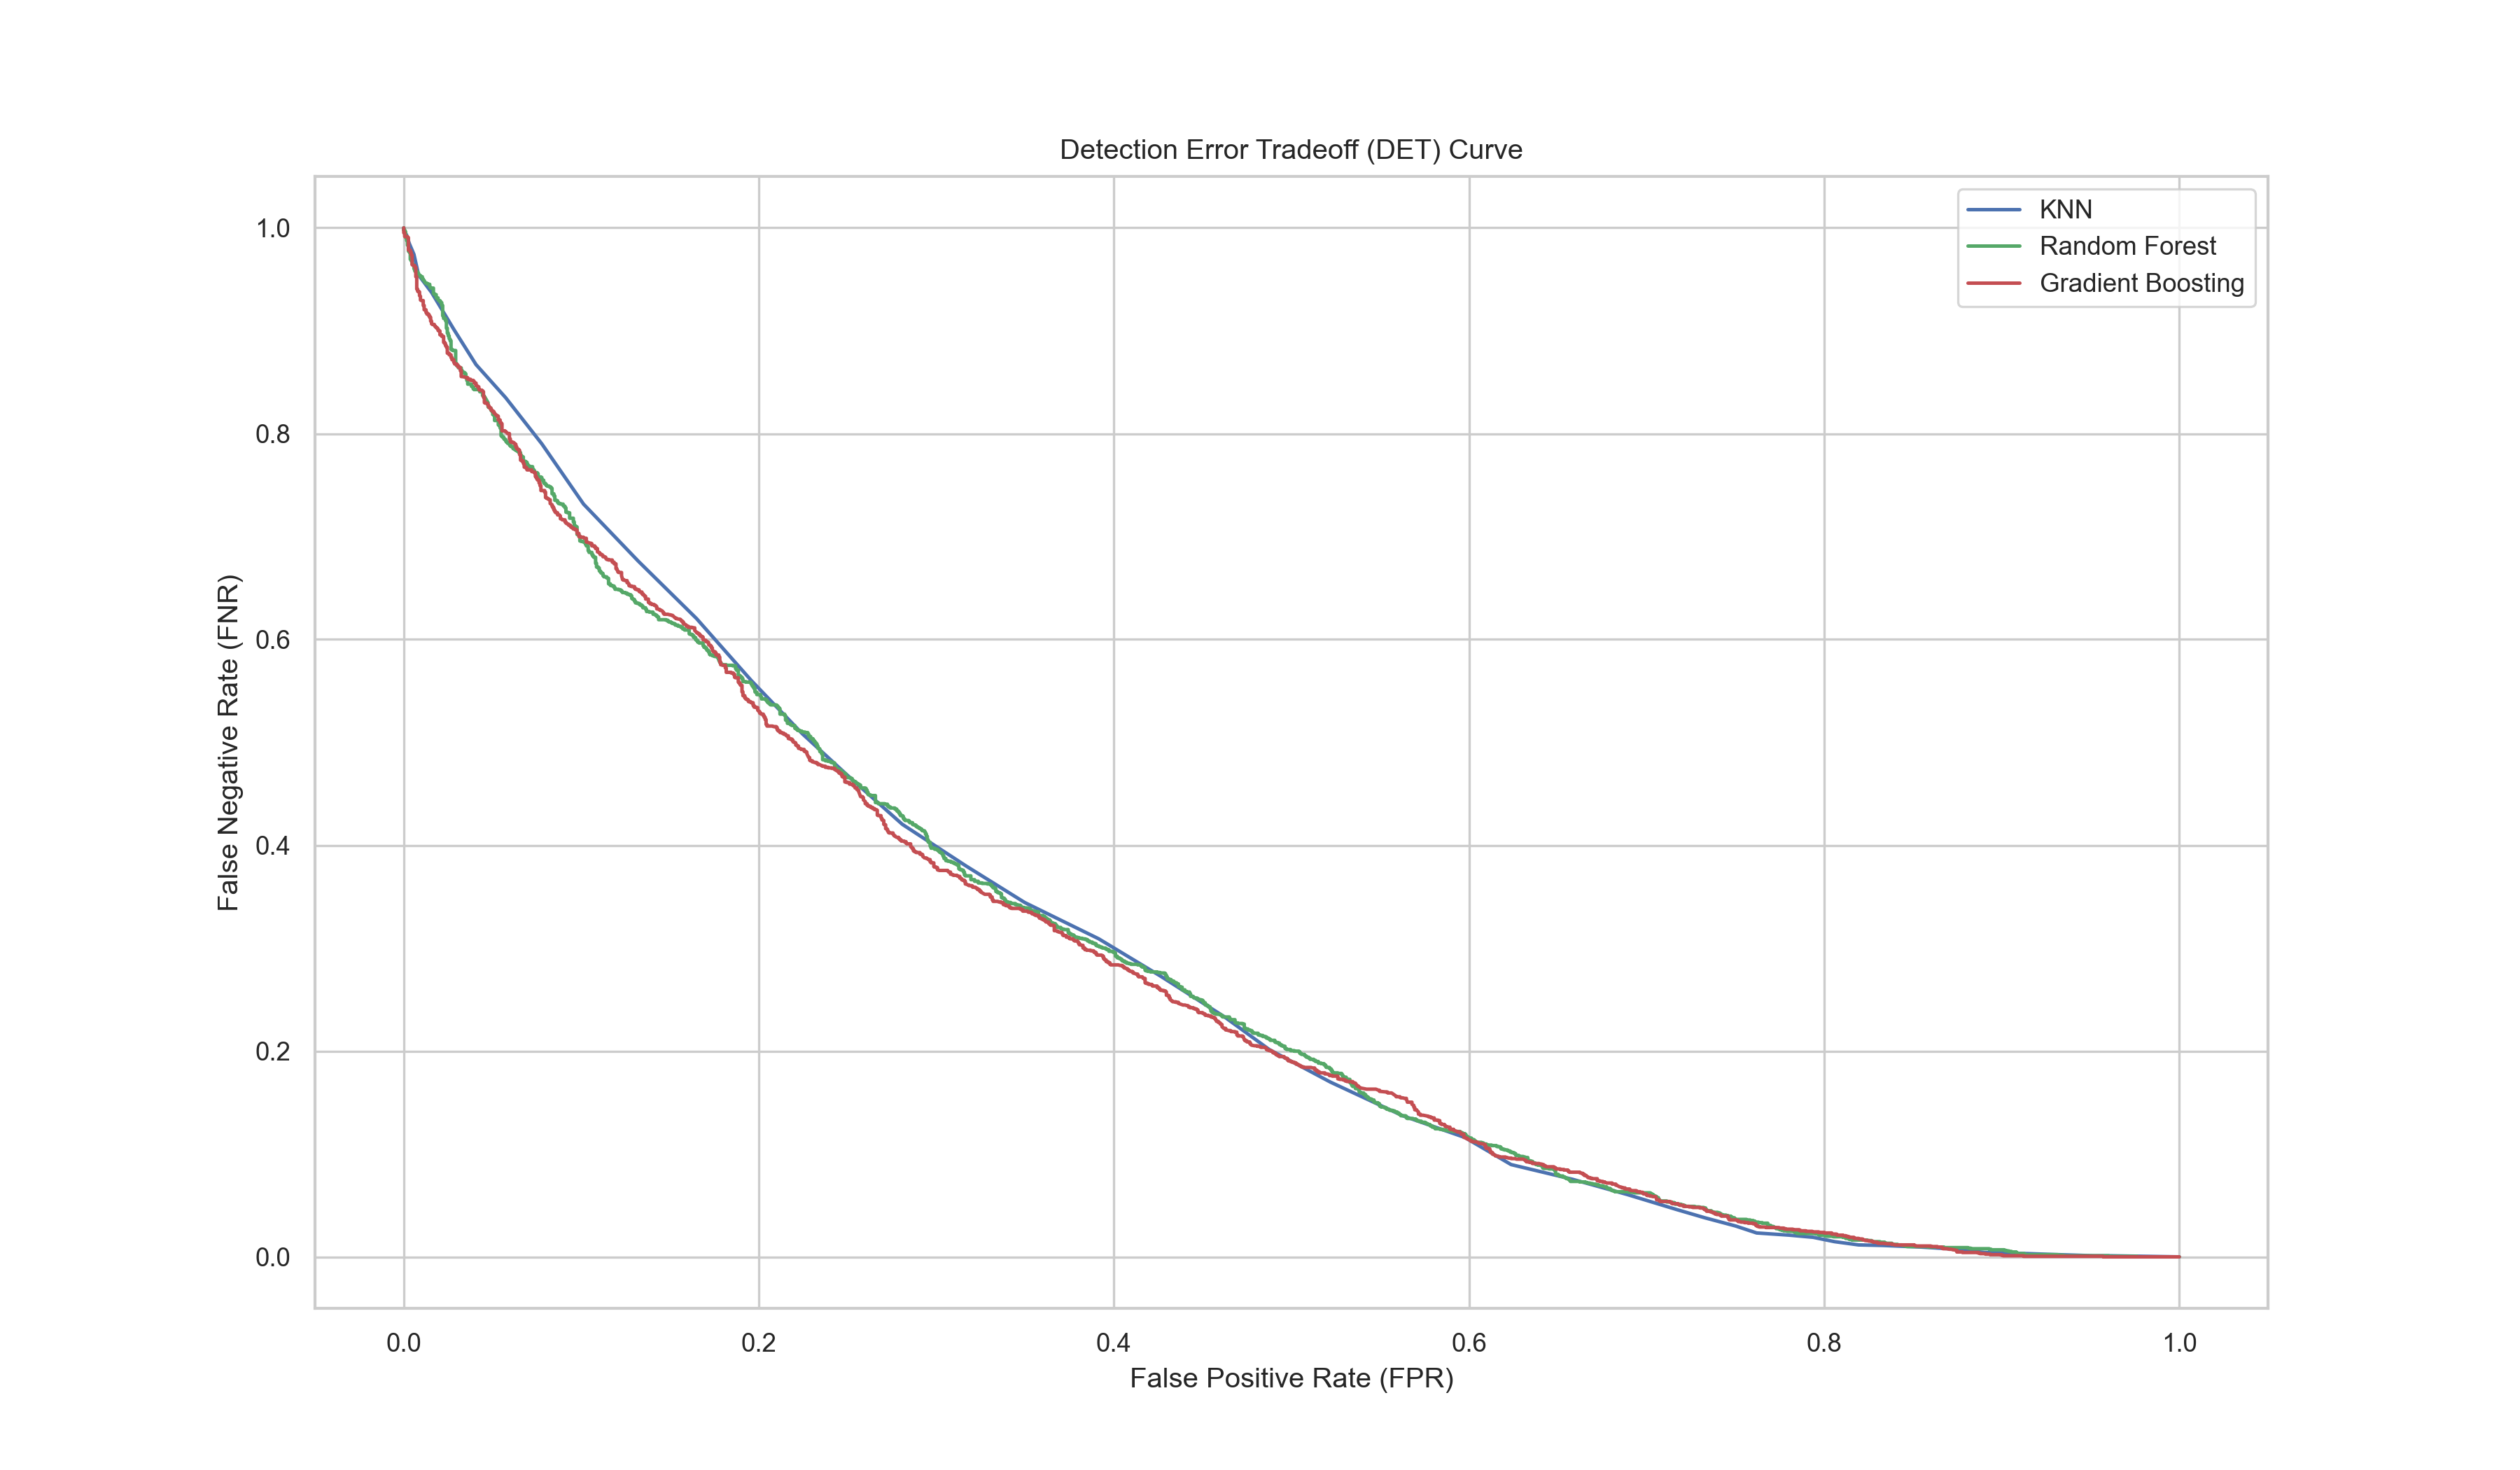 Detection Error Tradeoff (DET) Curve
KNN
Random Forest
Gradient Boosting
False Negative Rate (FNR)
1.0
0.8
0.6
0.4
0.2
0.0
0.0 0.2 0.4 0.6 0.8 1.0
False Positive Rate (FPR)